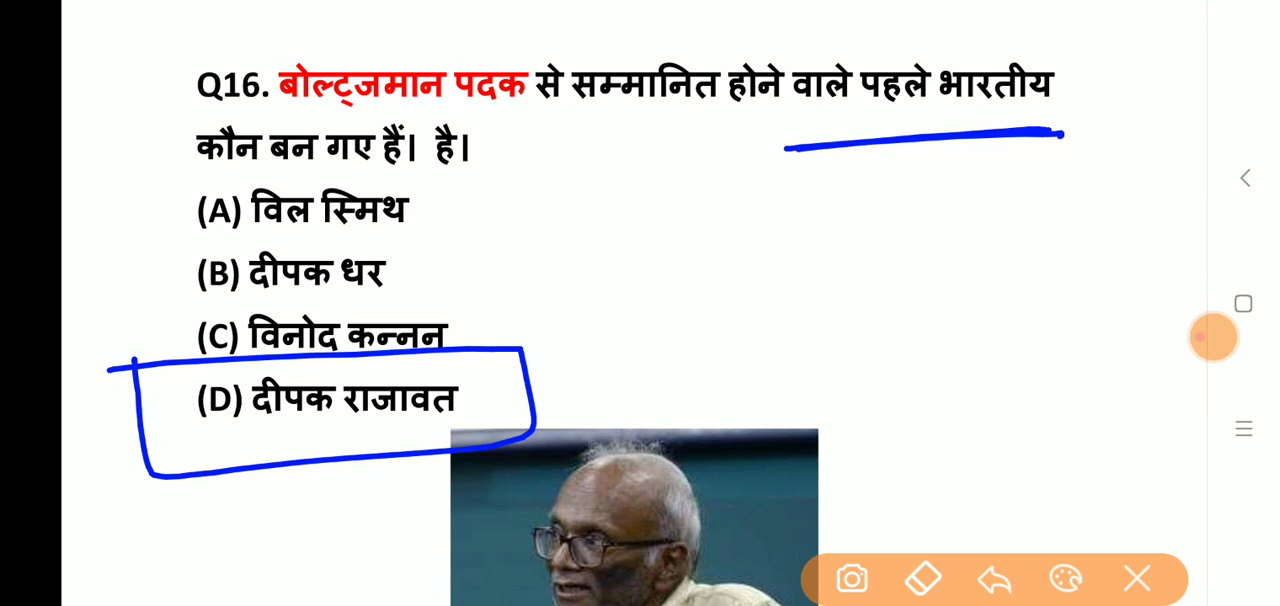 Q16. बोल्ट्जमान पदक से सम्मानित होने वाले पहले भारतीय
कौन बन गए हैं। है।
(A) विल स्मिथ
(B) दीपक धर
(C) विनोद कन्नन
(D) दीपक राजावत